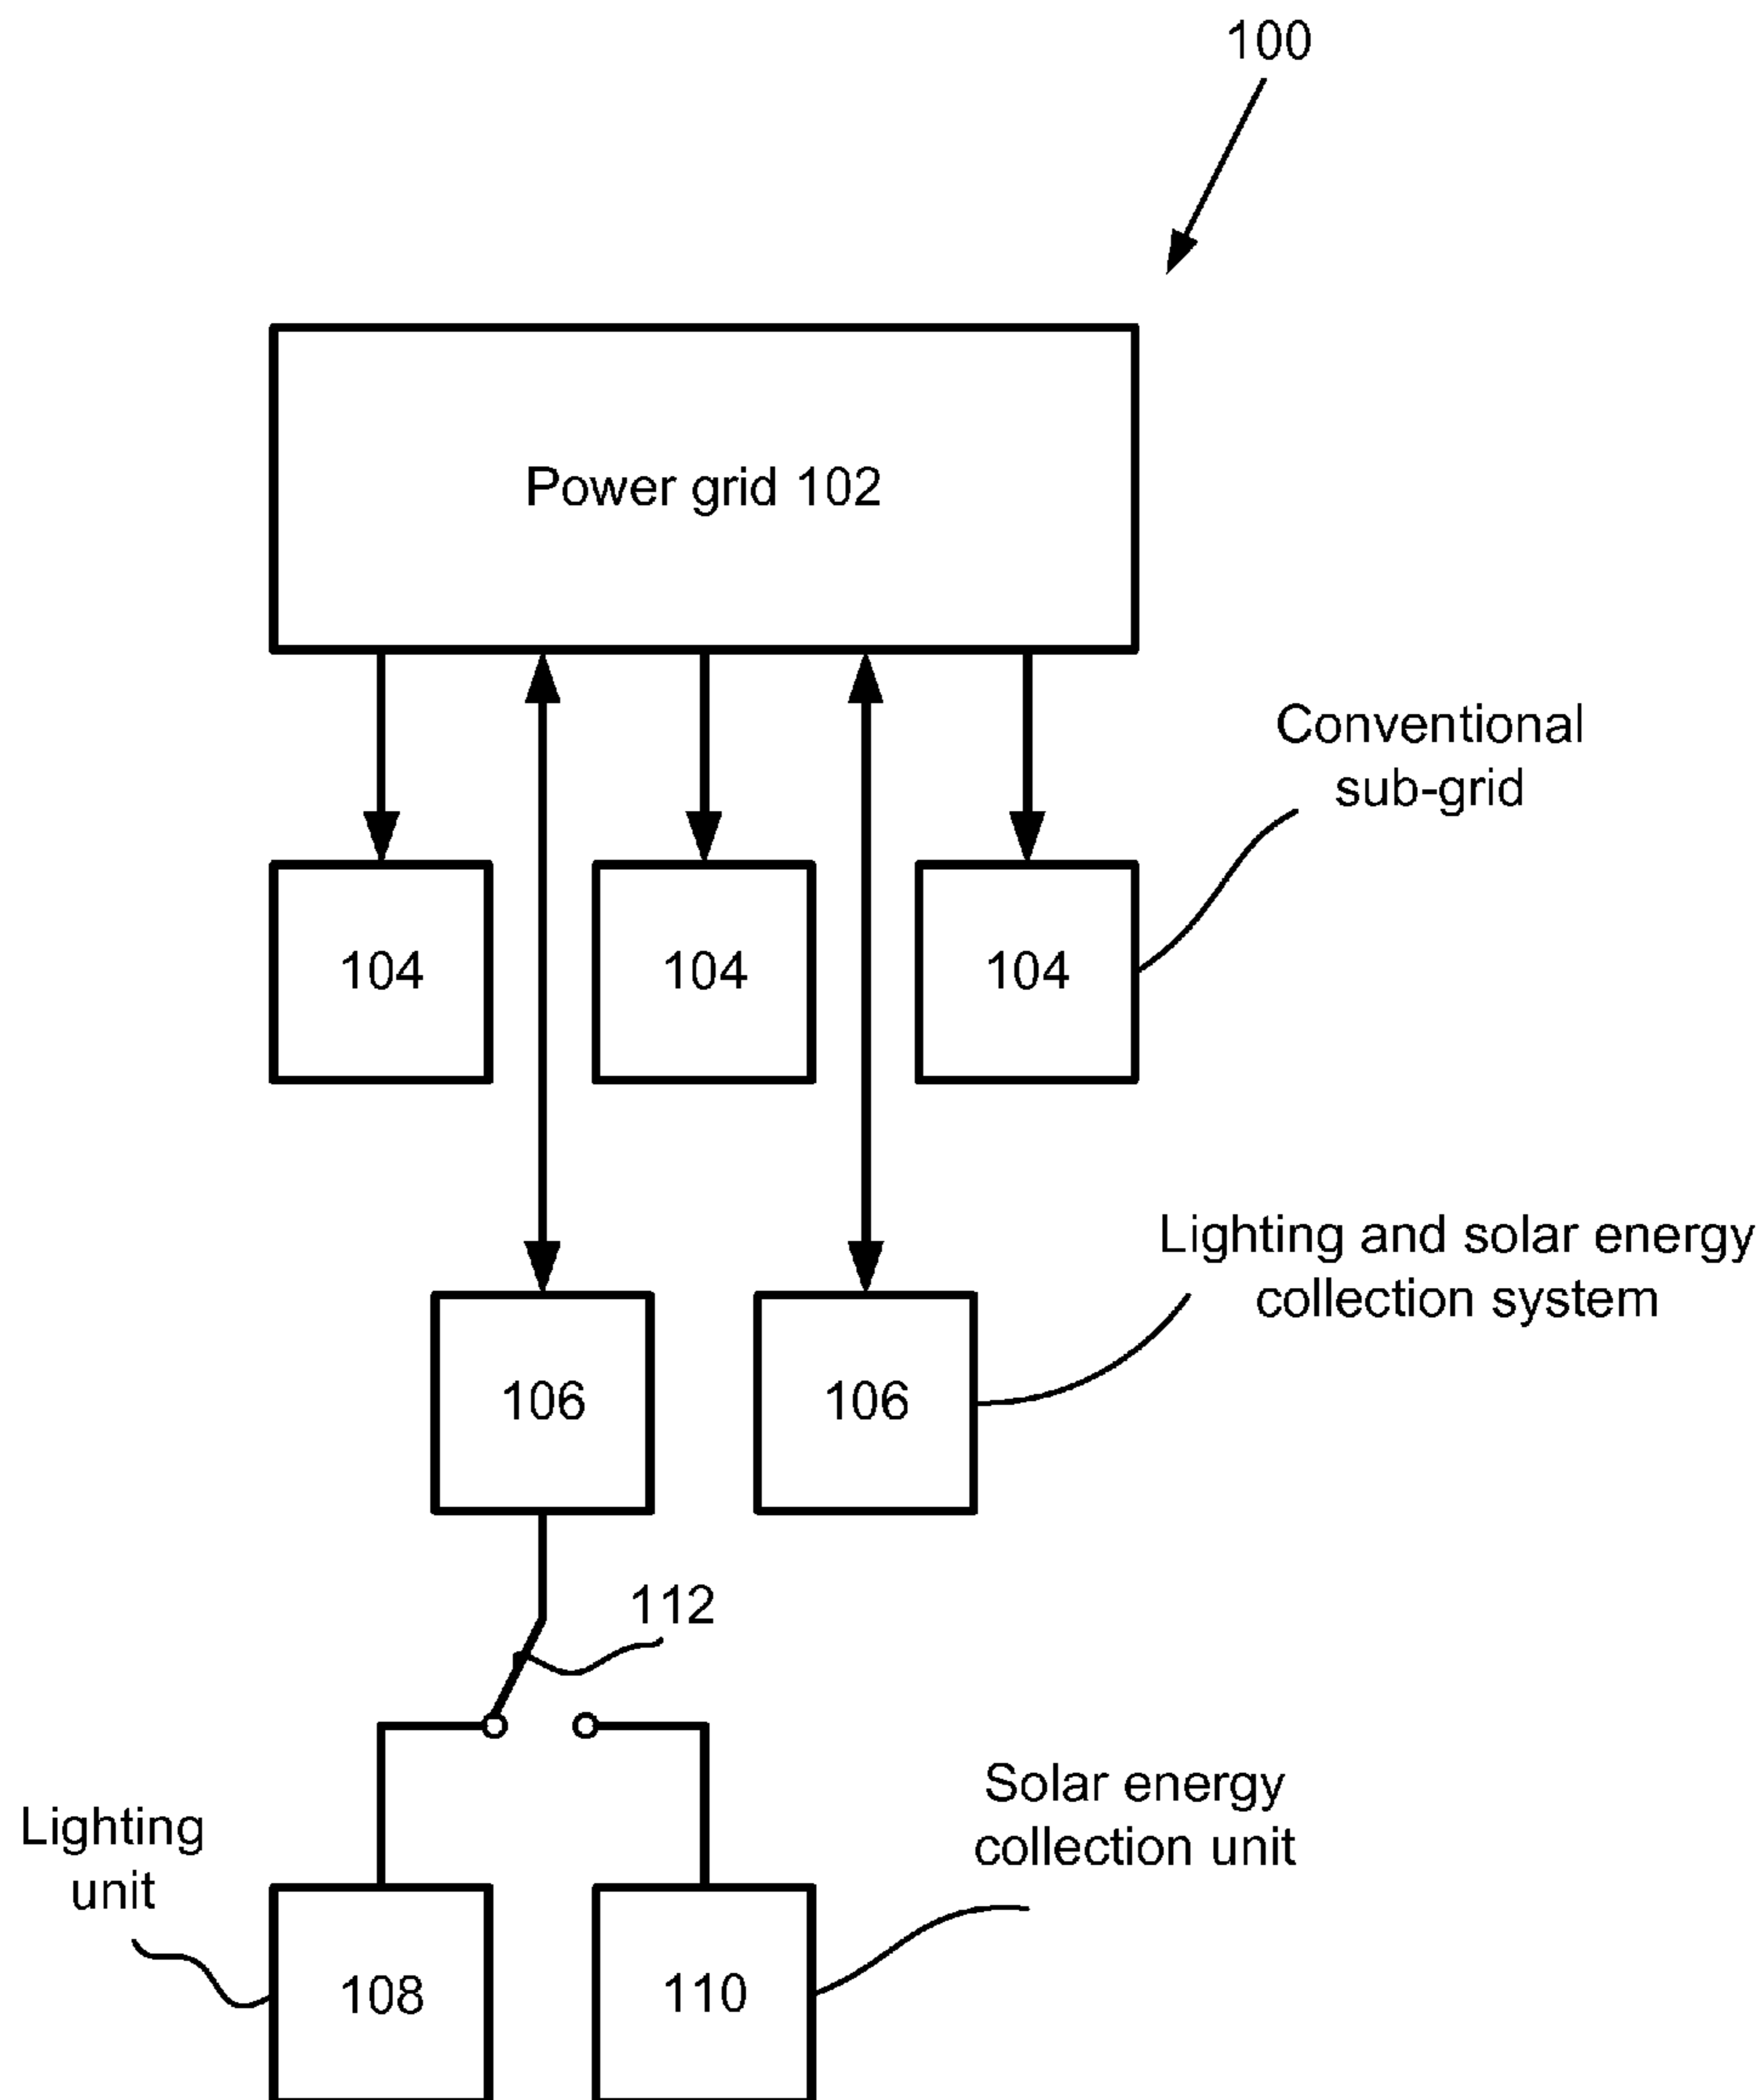 100
Power grid 102
Conventional
sub-grid
104
104
104
Lighting and solar energy
collection system
106
106
112
Solar energy
collection unit
Lighting
unit
108
110